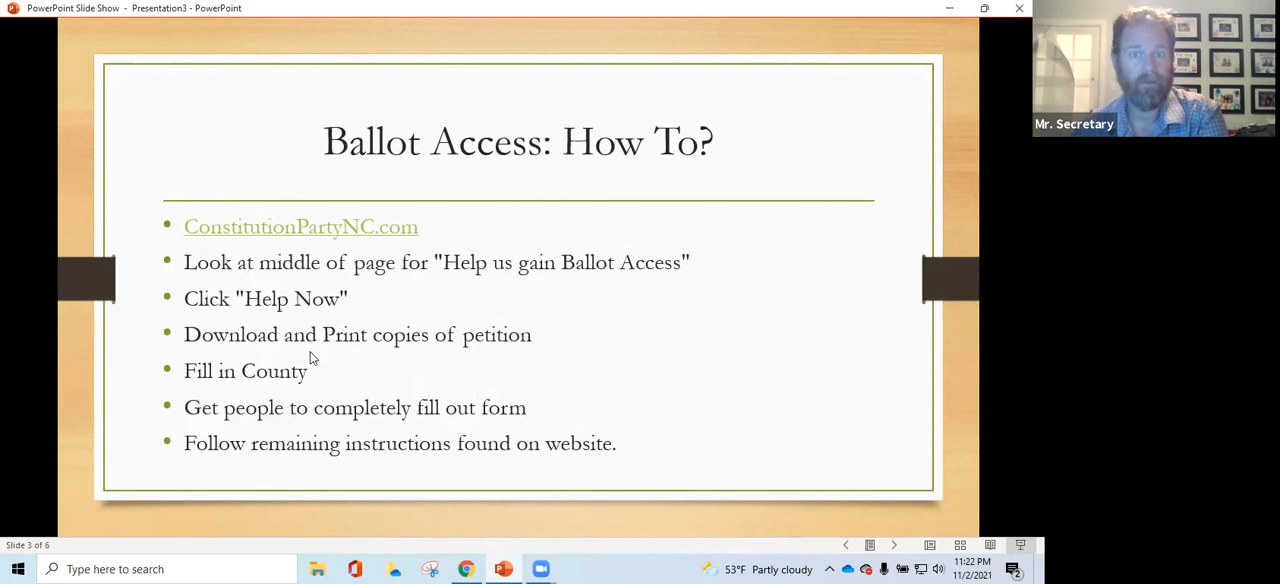 PowerPoint Slide Show - Presentation3 - PowerPoint
Mr. Secretary
Ballot Access: How To?
ConstitutionPartyNC.com
Look at middle of page for "Help us gain Ballot Access"
Click "Help Now"
Download and Print copies of petition
Fill in County
Get people to completely fill out form
Follow remaining instructions found on website.
Slide 3 of 6
Type here to search
53°F Partly cloudy
11:22 PM
11/2/2021
2